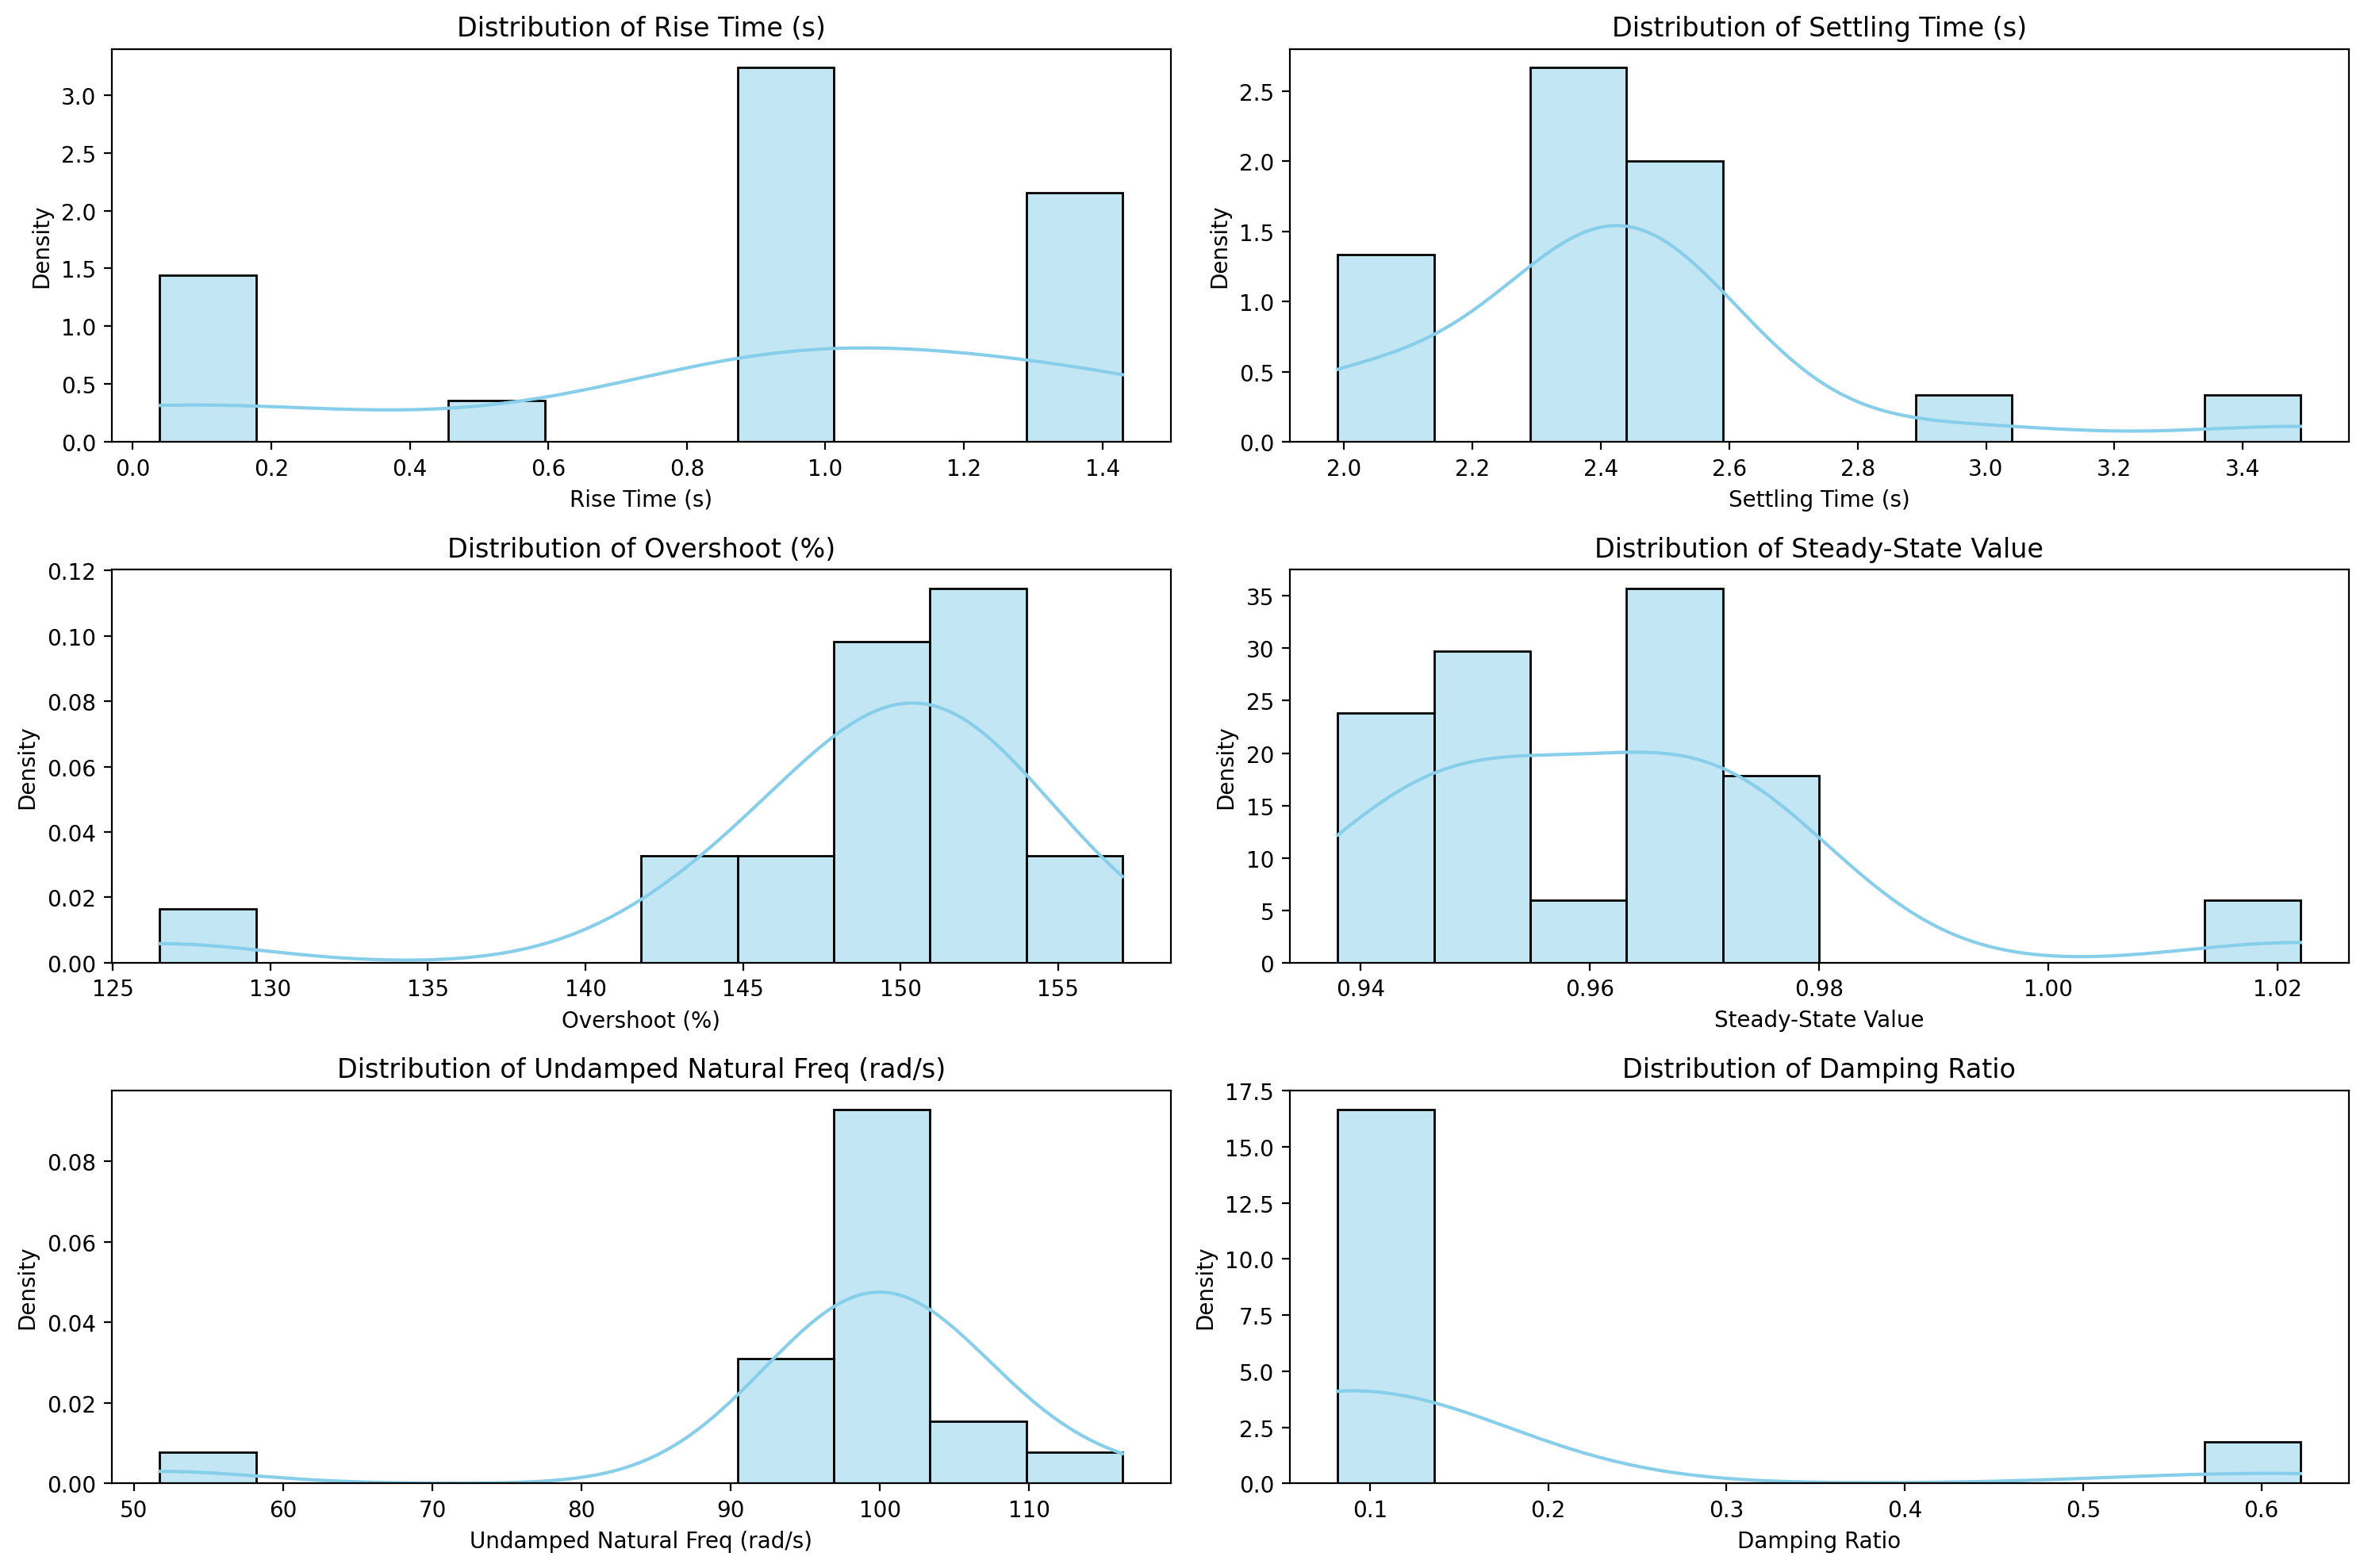 Distribution of Rise Time (s)
Density
3.0
2.5
2.0
1.5
1.0
0.5
0.0
0.0 0.2 0.4 0.6 0.8 1.0 1.2 1.4
Rise Time (s)
Distribution of Settling Time (s)
Density
2.5
2.0
1.5
1.0
0.5
0.0
2.0 2.2 2.4 2.6 2.8 3.0 3.2 3.4
Settling Time (s)
Distribution of Overshoot (%)
Density
0.12
0.10
0.08
0.06
0.04
0.02
0.00
125 130 135 140 145 150 155
Overshoot (%)
Distribution of Steady-State Value
Density
35
30
25
20
15
10
5
0
0.94 0.96 0.98 1.00 1.02
Steady-State Value
Distribution of Undamped Natural Freq (rad/s)
Density
0.08
0.06
0.04
0.02
0.00
50 60 70 80 90 100 110
Undamped Natural Freq (rad/s)
Distribution of Damping Ratio
Density
17.5
15.0
12.5
10.0
7.5
5.0
2.5
0.0
0.1 0.2 0.3 0.4 0.5 0.6
Damping Ratio